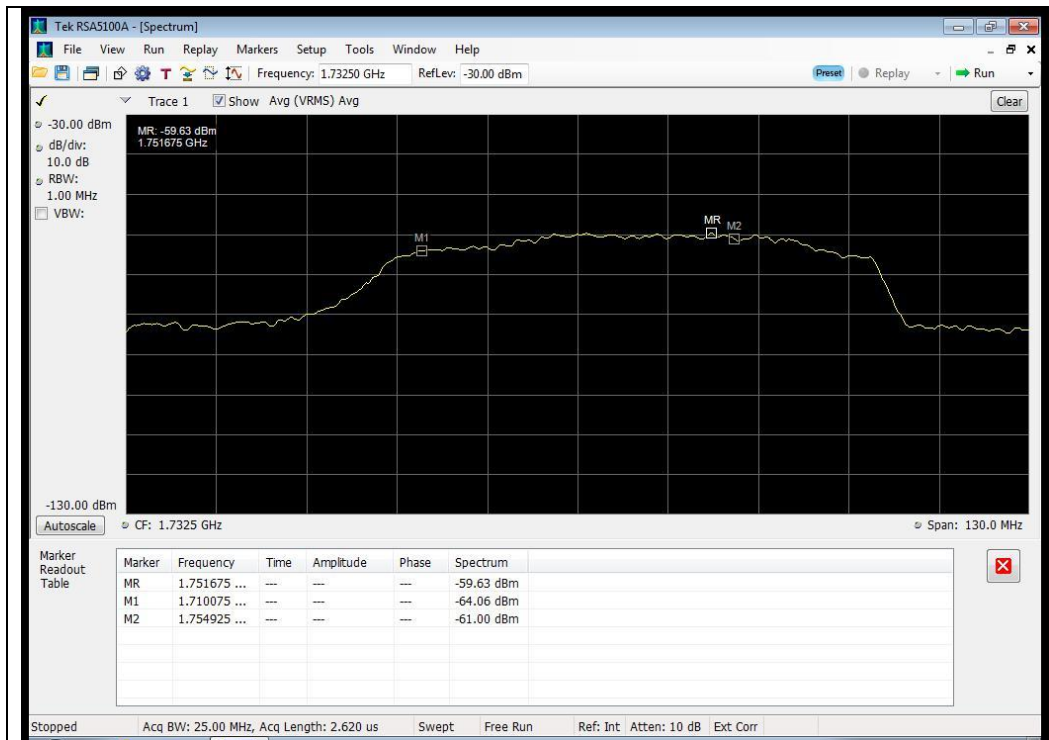 Tek RSA5100A - [Spectrum]
File View Run Replay Markers Setup Tools Window Help
T Frequency: 1.73250 GHz RefLev: -30.00 dBm Preset Replay Run
Trace 1 Show Avg (VRMS) Avg Clear
-30.00 dBm
dB/div:
10.0 dB
RBW:
1.00 MHz
VBW:
MR: -59.63 dBm
1.751675 GHz
M1
MR
M2
-130.00 dBm
Autoscale CF: 1.7325 GHz Span: 130.0 MHz
Marker
Readout
Table
Marker Frequency Time Amplitude Phase Spectrum
MR 1.751675 ... --- --- --- -59.63 dBm
M1 1.710075 ... --- --- --- -64.06 dBm
M2 1.754925 ... --- --- --- -61.00 dBm
Stopped Acq BW: 25.00 MHz, Acq Length: 2.620 us Swept Free Run Ref: Int Atten: 10 dB Ext Corr